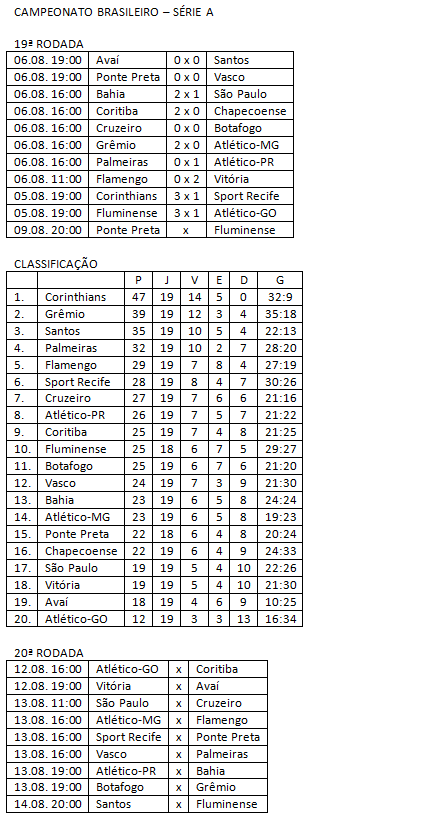 CAMPEONATO BRASILEIRO – SÉRIE A
19ª RODADA
06.08. 19:00 Avaí 0 x 0 Santos
06.08. 19:00 Ponte Preta 0 x 0 Vasco
06.08. 16:00 Bahia 2 x 1 São Paulo
06.08. 16:00 Coritiba 2 x 0 Chapecoense
06.08. 16:00 Cruzeiro 0 x 0 Botafogo
06.08. 16:00 Grêmio 2 x 0 Atlético-MG
06.08. 16:00 Palmeiras 0 x 1 Atlético-PR
06.08. 11:00 Flamengo 0 x 2 Vitória
05.08. 19:00 Corinthians 3 x 1 Sport Recife
05.08. 19:00 Fluminense 3 x 1 Atlético-GO
09.08. 20:00 Ponte Preta x Fluminense
CLASSIFICAÇÃO
P J V E D G
1. Corinthians 47 19 14 5 0 32:9
2. Grêmio 39 19 12 3 4 35:18
3. Santos 35 19 10 5 4 22:13
4. Palmeiras 32 19 10 2 7 28:20
5. Flamengo 29 19 7 8 4 27:19
6. Sport Recife 28 19 8 4 7 30:26
7. Cruzeiro 27 19 7 6 6 21:16
8. Atlético-PR 26 19 7 5 7 21:22
9. Coritiba 25 19 7 4 8 21:25
10. Fluminense 25 18 6 7 5 29:27
11. Botafogo 25 19 6 7 6 21:20
12. Vasco 24 19 7 3 9 21:30
13. Bahia 23 19 6 5 8 24:24
14. Atlético-MG 23 19 6 5 8 19:23
15. Ponte Preta 22 18 6 4 8 20:24
16. Chapecoense 22 19 6 4 9 24:33
17. São Paulo 19 19 5 4 10 22:26
18. Vitória 19 19 5 4 10 21:30
19. Avaí 18 19 4 6 9 10:25
20. Atlético-GO 12 19 3 3 13 16:34
20ª RODADA
12.08. 16:00 Atlético-GO x Coritiba
12.08. 19:00 Vitória x Avaí
13.08. 11:00 São Paulo x Cruzeiro
13.08. 16:00 Atlético-MG x Flamengo
13.08. 16:00 Sport Recife x Ponte Preta
13.08. 16:00 Vasco x Palmeiras
13.08. 19:00 Atlético-PR x Bahia
13.08. 19:00 Botafogo x Grêmio
14.08. 20:00 Santos x Fluminense